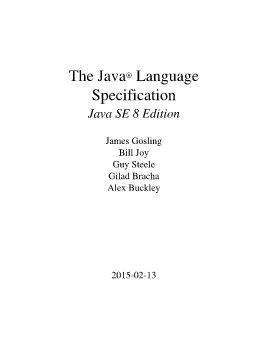 The Java® Language
Specification
Java SE 8 Edition
James Gosling
Bill Joy
Guy Steele
Gilad Bracha
Alex Buckley
2015-02-13